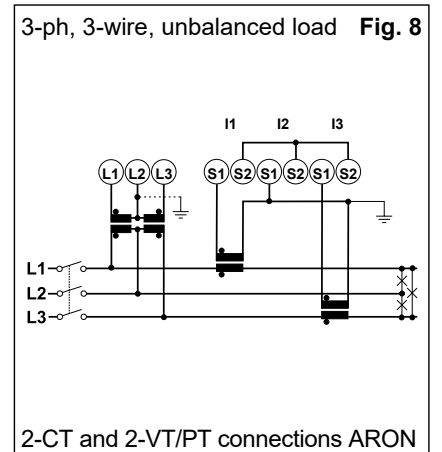 3-ph, 3-wire, unbalanced load Fig. 8
I1 I2 I3
L1 L2 L3 S1 S2 S1 S2 S1 S2
L1
L2
L3
2-CT and 2-VT/PT connections ARON